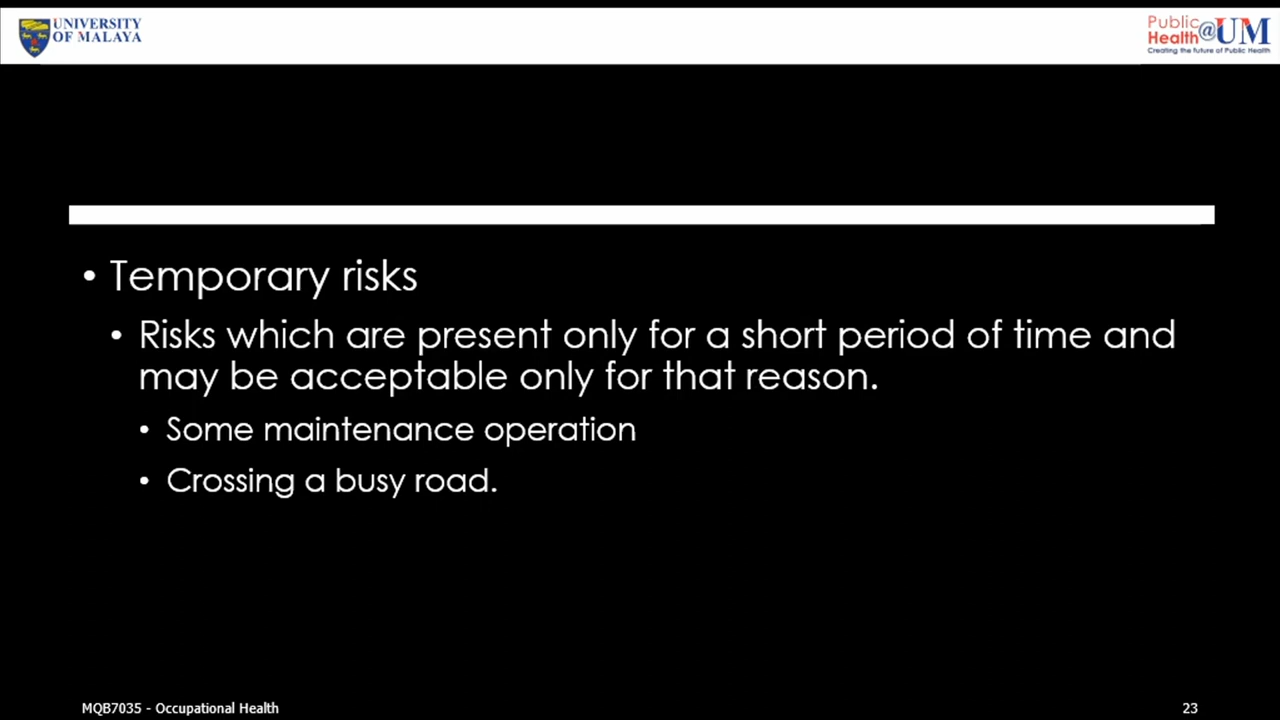 UNIVERSITY
OF MALAYA
Public
Health@UM
Creating the future of Public Health
• Temporary risks
• Risks which are present only for a short period of time and
may be acceptable only for that reason.
• Some maintenance operation
• Crossing a busy road.
MQB7035 - Occupational Health
23